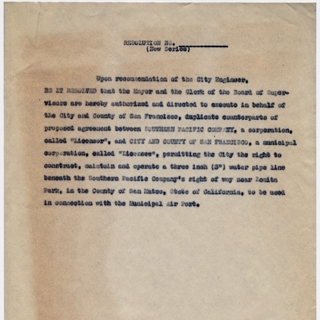 RESOLUTION NO. ____________
(New Series)
Upon recommendation of the City Engineer,
BE IT RESOLVED that the Mayor and the Clerk of the Board of Super-
visors are hereby authorized and directed to execute in behalf of
the City and County of San Francisco, duplicate counterparts of
proposed agreement between SOUTHERN PACIFIC COMPANY, a corporation,
called "Licensor", and CITY AND COUNTY OF SAN FRANCISCO, a municipal
corporation, called "Licensee", permitting the City the right to
construct, maintain and operate a three inch (3") water pipe line
beneath the Southern Pacific Company's right of way near Lomita
Park, in the County of San Mateo, State of California, to be used
in connection with the Municipal Air Port.